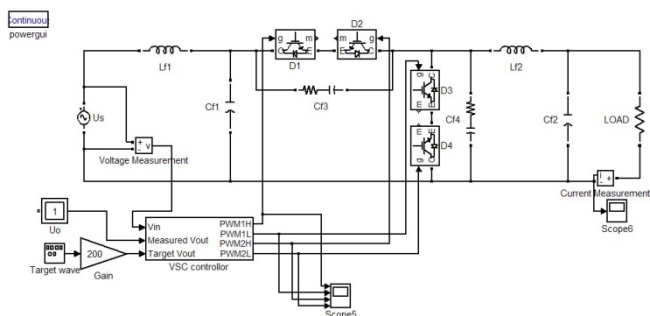 Continuous
powergui
Lf1
D1
D2
Lf2
g
m
C
E
m
g
E
C
Cf3
Us
Cf1
g
C
m
E
D3
Cf4
m
E
g
C
D4
Cf2
LOAD
+
-
v
Voltage Measurement
i
+
-
Current Measurement
Scope6
1
Uo
Target wave
200
Gain
Vin
Measured Vout
Target Vout
PWM1H
PWM1L
PWM2H
PWM2L
VSC controllor
Scope5